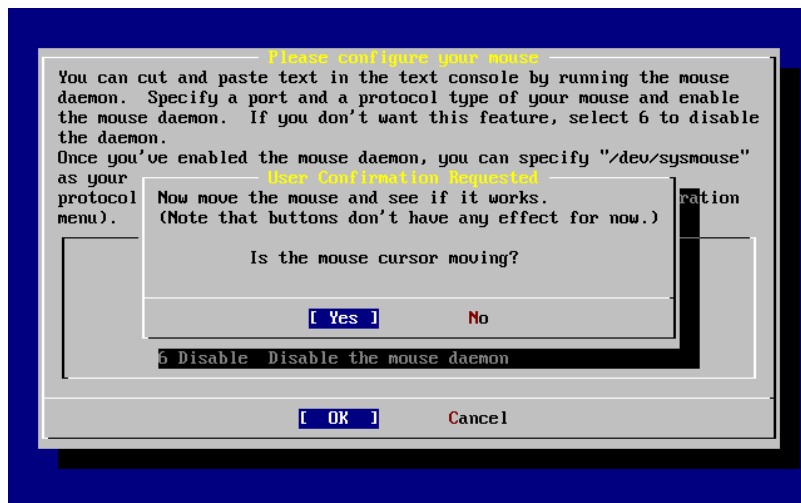 Please configure your mouse
You can cut and paste text in the text console by running the mouse
daemon.  Specify a port and a protocol type of your mouse and enable
the mouse daemon.  If you don't want this feature, select 6 to disable
the daemon.
Once you've enabled the mouse daemon, you can specify "/dev/sysmouse"
as your
User Confirmation Requested
protocol
ration
menu).
Now move the mouse and see if it works.
(Note that buttons don't have any effect for now.)
Is the mouse cursor moving?
[ Yes ]    No
6 Disable  Disable the mouse daemon
[ OK ]    Cancel